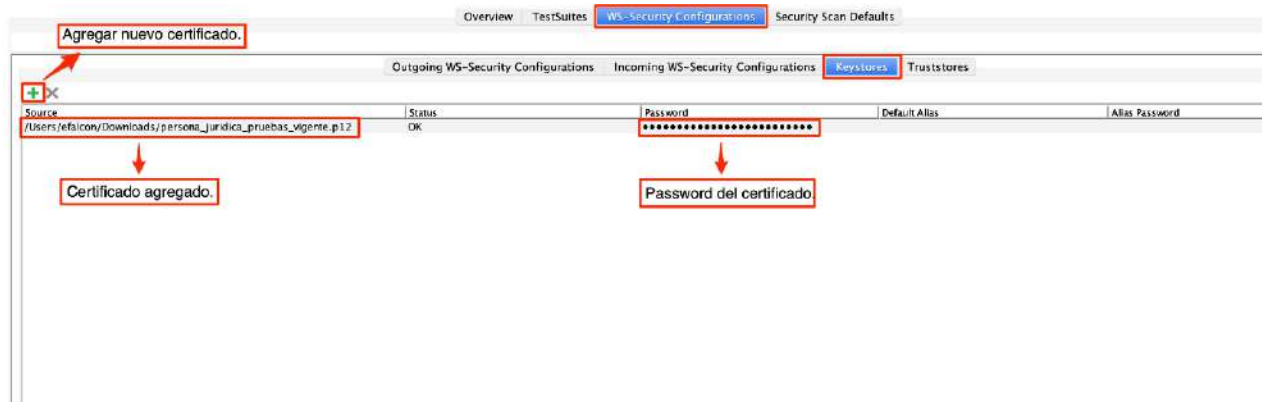 Overview TestSuites WS-Security Configurations Security Scan Defaults
Agregar nuevo certificado.
Outgoing WS-Security Configurations Incoming WS-Security Configurations Keystores Truststores
Source Status Password Default Alias Alias Password
/Users/efalcon/Downloads/persona_juridica_pruebas_vigente.p12 OK •••••••••••••••••••••••••
Certificado agregado. Password del certificado.